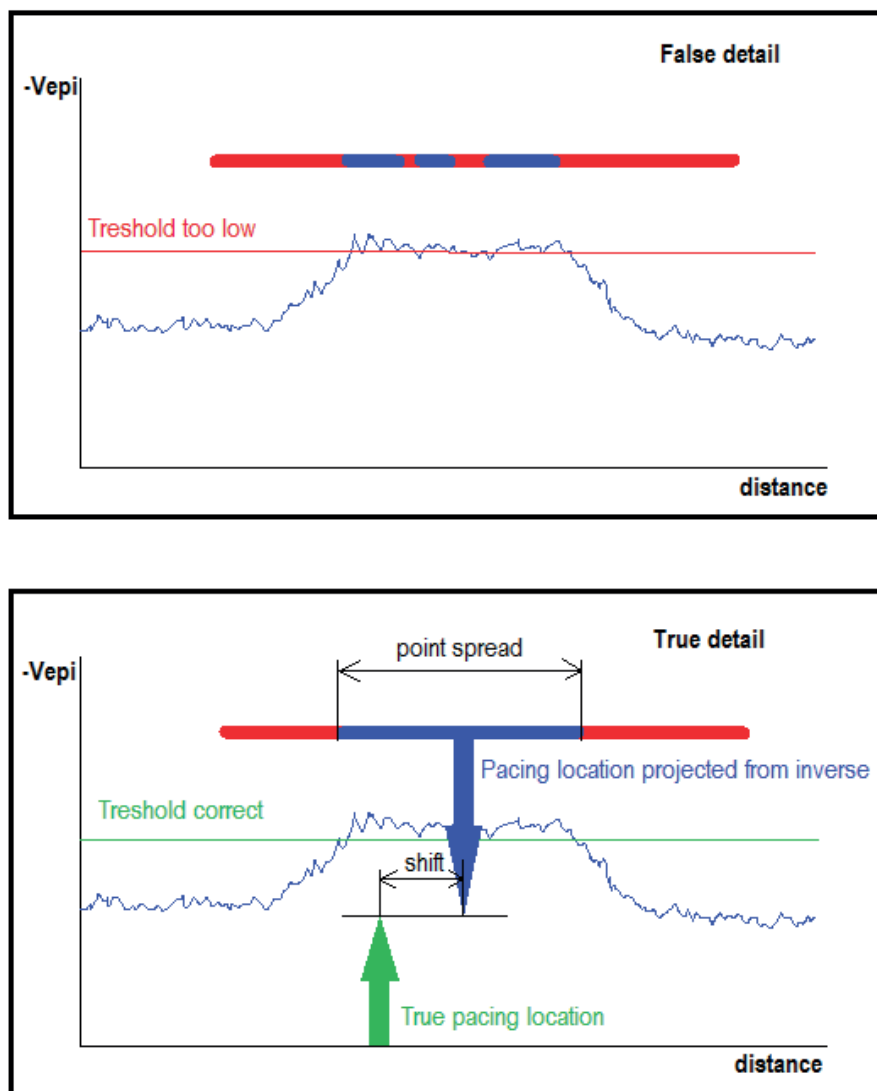 False detail
-Vepi
Treshold too low
distance
True detail
point spread
-Vepi
Pacing location projected from inverse
Treshold correct
shift
True pacing location
distance